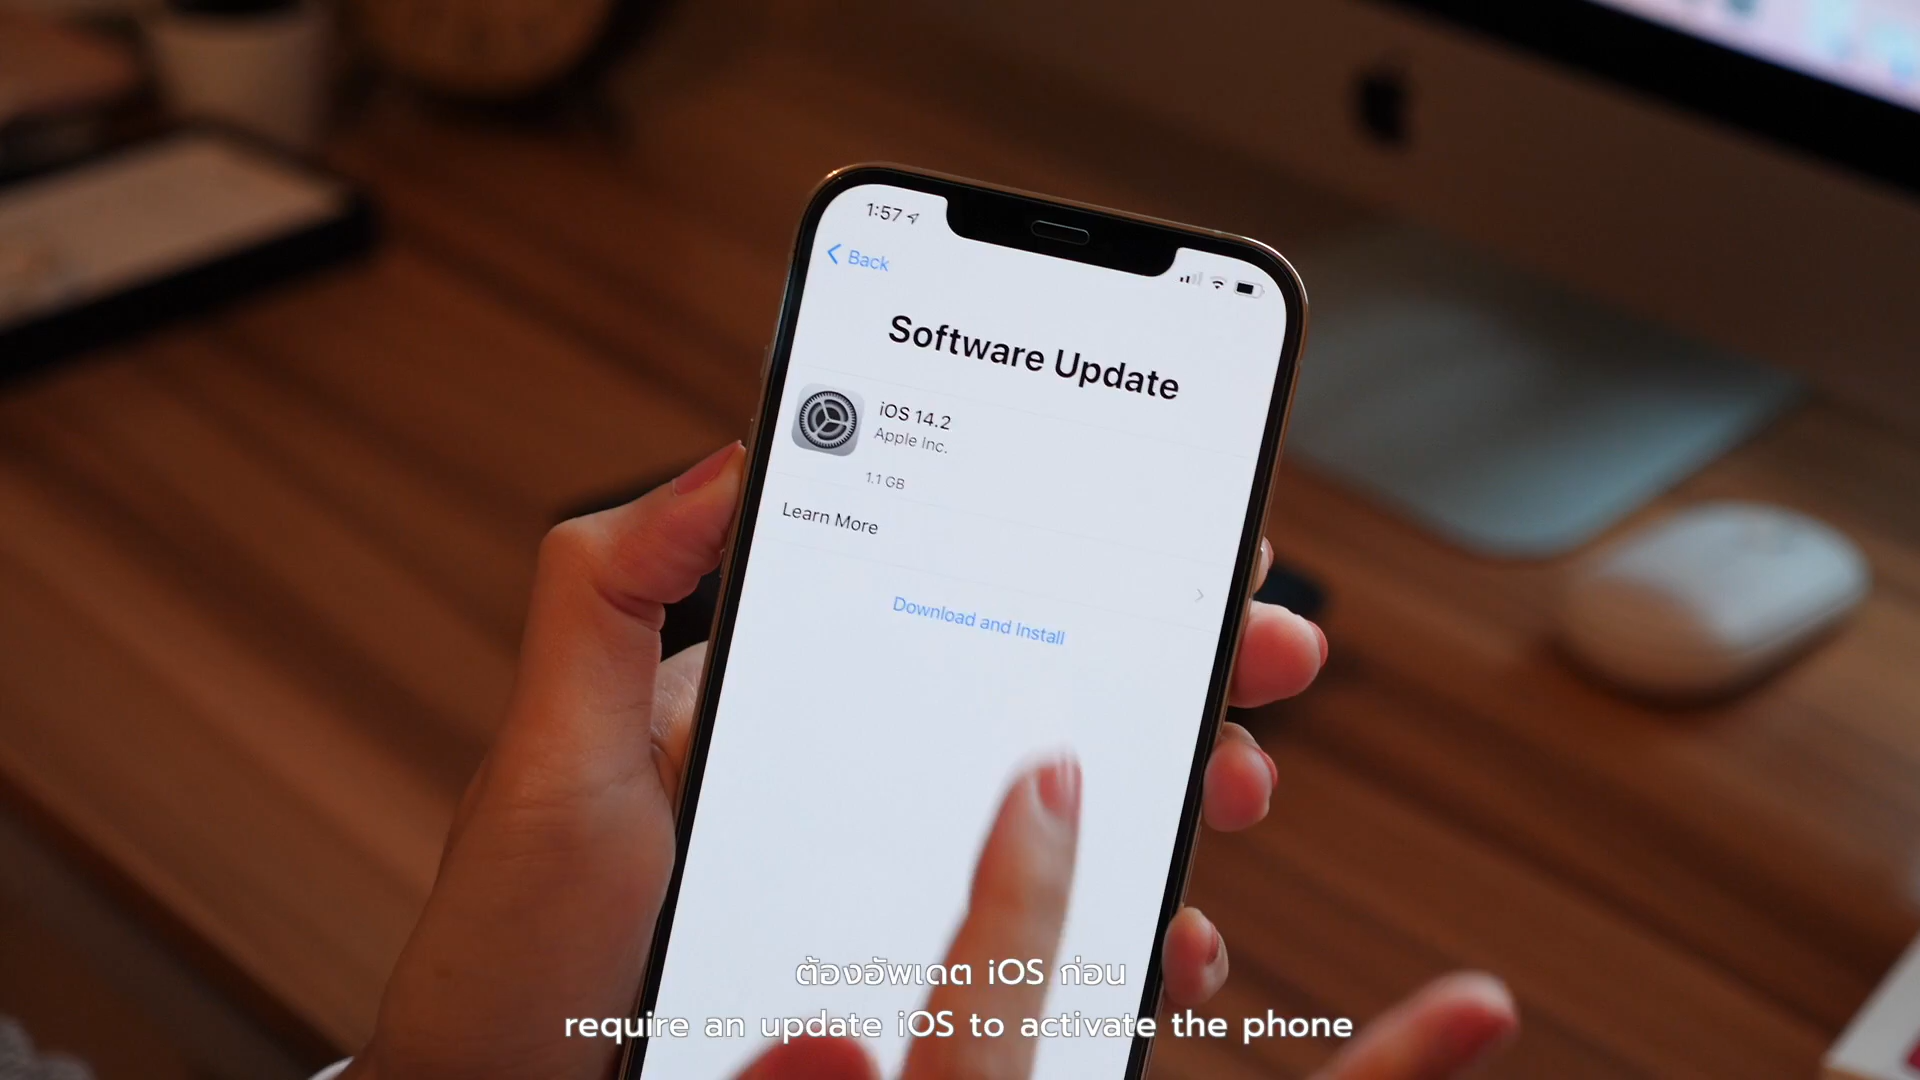 1:57
Back
Software Update
iOS 14.2
Apple Inc.
1.1 GB
Learn More
Download and Install
ต้องอัพเดต iOS ก่อน
require an update iOS to activate the phone